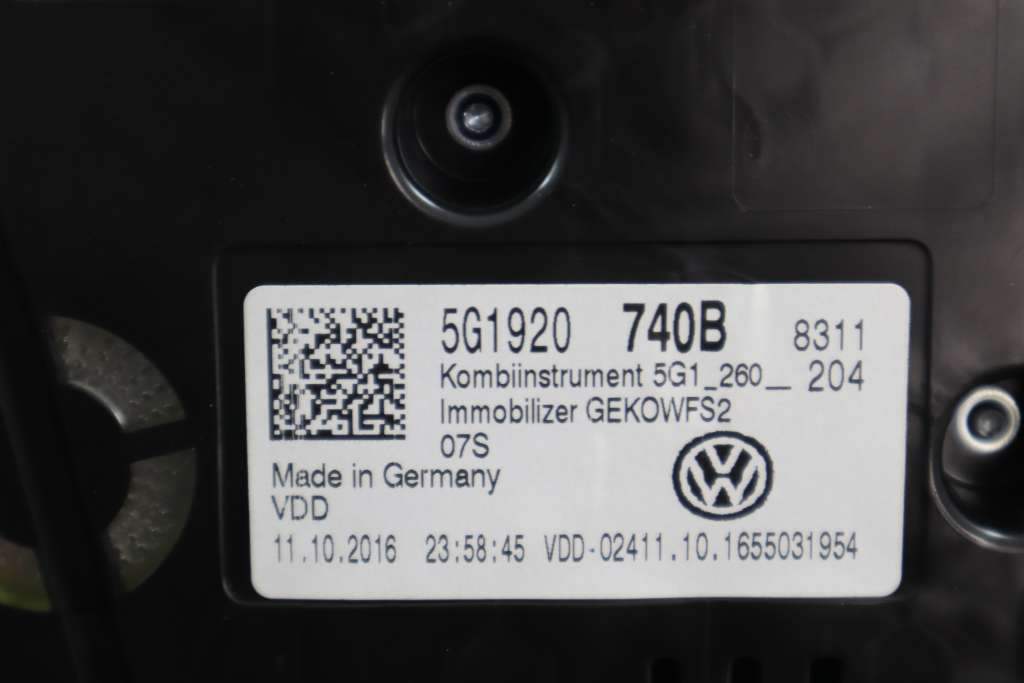 5G1920 740B 8311
Kombiinstrument 5G1_260_ 204
Immobilizer GEKOWFS2
07S
Made in Germany
VDD
11.10.2016 23:58:45 VDD-02411.10.1655031954